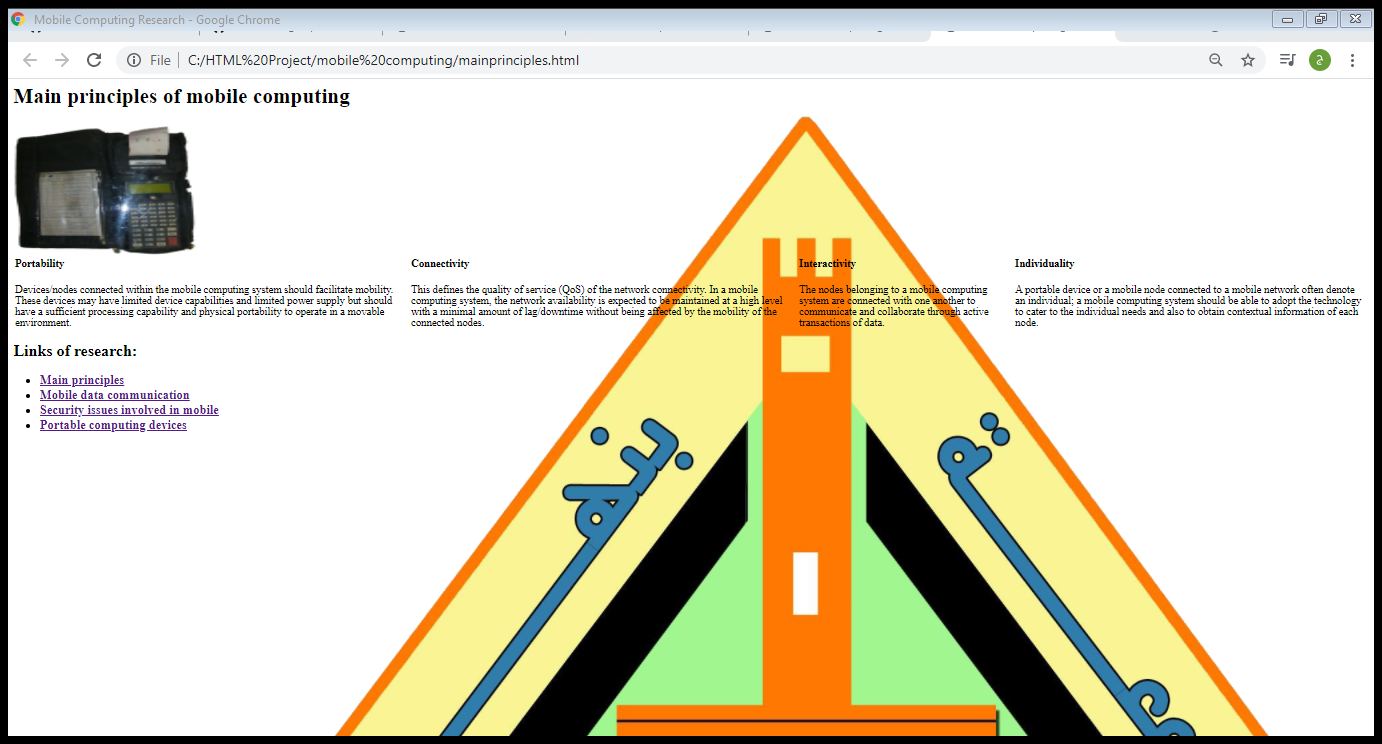 Mobile Computing Research - Google Chrome
File
C:/HTML%20Project/mobile%20computing/mainprinciples.html
Main principles of mobile computing
Portability
Devices/nodes connected within the mobile computing system should facilitate mobility.
These devices may have limited device capabilities and limited power supply but should
have a sufficient processing capability and physical portability to operate in a movable
environment.
Connectivity
This defines the quality of service (QoS) of the network connectivity. In a mobile
computing system, the network availability is expected to be maintained at a high level
with a minimal amount of lag/downtime without being affected by the mobility of the
connected nodes.
Interactivity
The nodes belonging to a mobile computing
system are connected with one another to
communicate and collaborate through active
transactions of data.
Individuality
A portable device or a mobile node connected to a mobile network often denote
an individual; a mobile computing system should be able to adopt the technology
to cater to the individual needs and also to obtain contextual information of each
node.
Links of research:
Main principles
Mobile data communication
Security issues involved in mobile
Portable computing devices